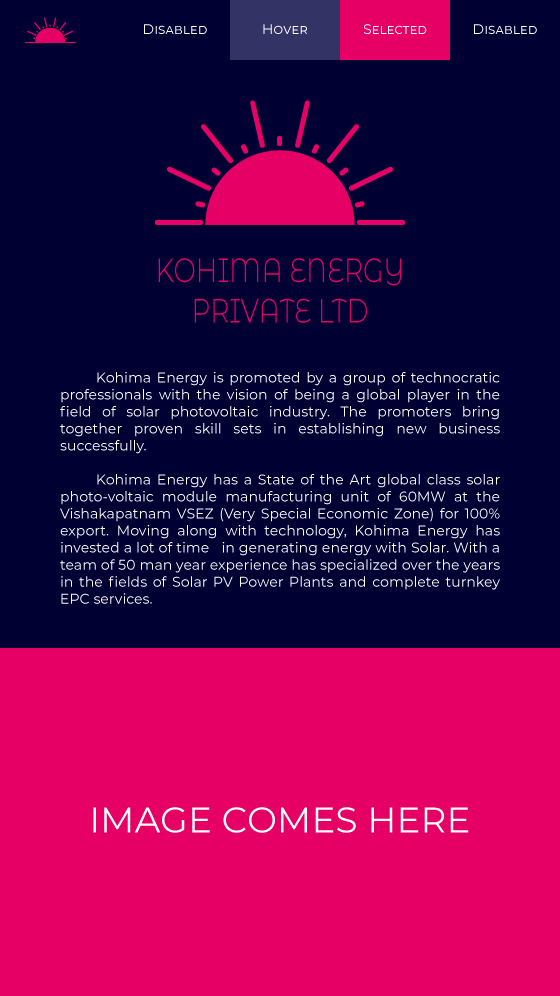 Disabled Hover Selected Disabled
KOHIMA ENERGY
PRIVATE LTD
Kohima Energy is promoted by a group of technocratic
professionals with the vision of being a global player in the
field of solar photovoltaic industry. The promoters bring
together proven skill sets in establishing new business
successfully.
Kohima Energy has a State of the Art global class solar
photo-voltaic module manufacturing unit of 60MW at the
Vishakapatnam VSEZ (Very Special Economic Zone) for 100%
export. Moving along with technology, Kohima Energy has
invested a lot of time in generating energy with Solar. With a
team of 50 man year experience has specialized over the years
in the fields of Solar PV Power Plants and complete turnkey
EPC services.
IMAGE COMES HERE